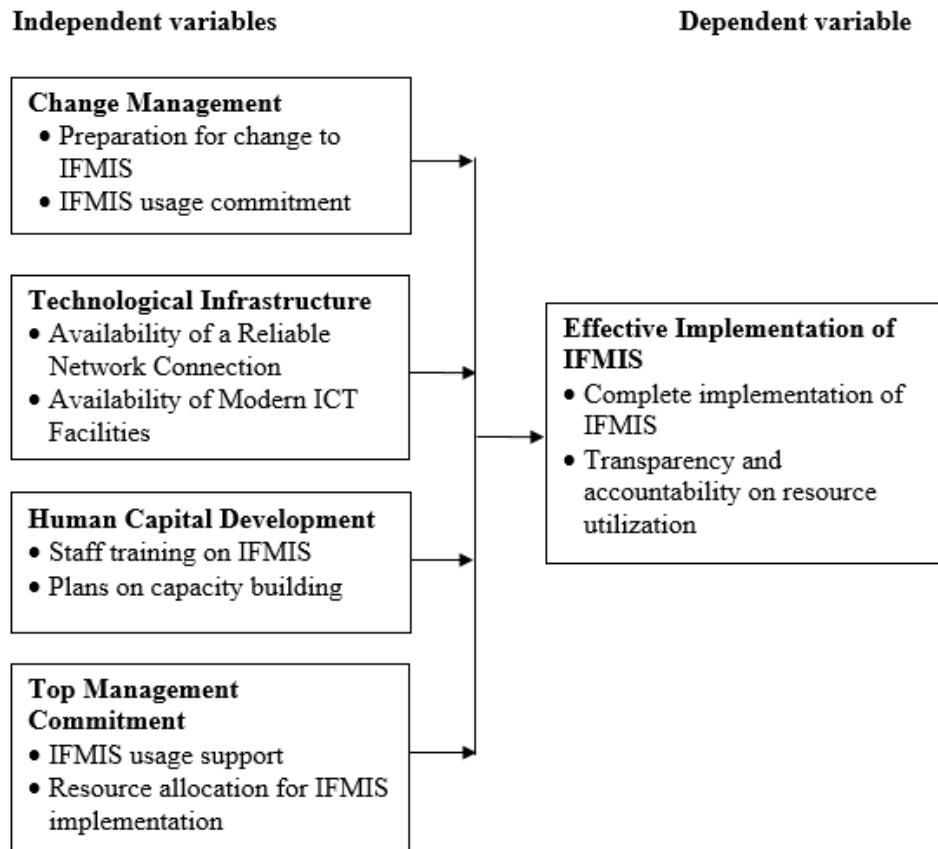 Independent variables
Dependent variable
Change Management
• Preparation for change to
IFMIS
• IFMIS usage commitment
Technological Infrastructure
• Availability of a Reliable
Network Connection
• Availability of Modern ICT
Facilities
Human Capital Development
• Staff training on IFMIS
• Plans on capacity building
Top Management
Commitment
• IFMIS usage support
• Resource allocation for IFMIS
implementation
Effective Implementation of
IFMIS
• Complete implementation of
IFMIS
• Transparency and
accountability on resource
utilization